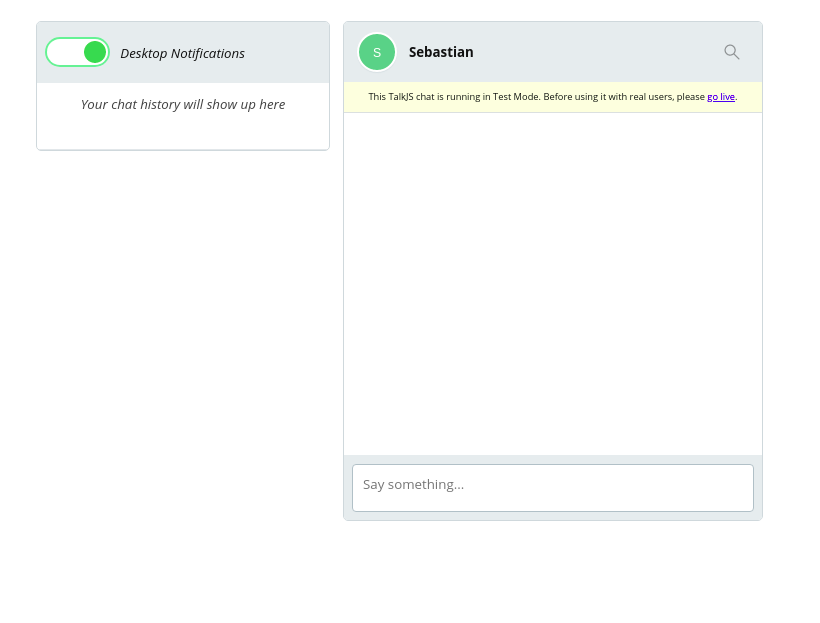 Desktop Notifications
Your chat history will show up here
S
Sebastian
This TalkJS chat is running in Test Mode. Before using it with real users, please go live.
Say something...